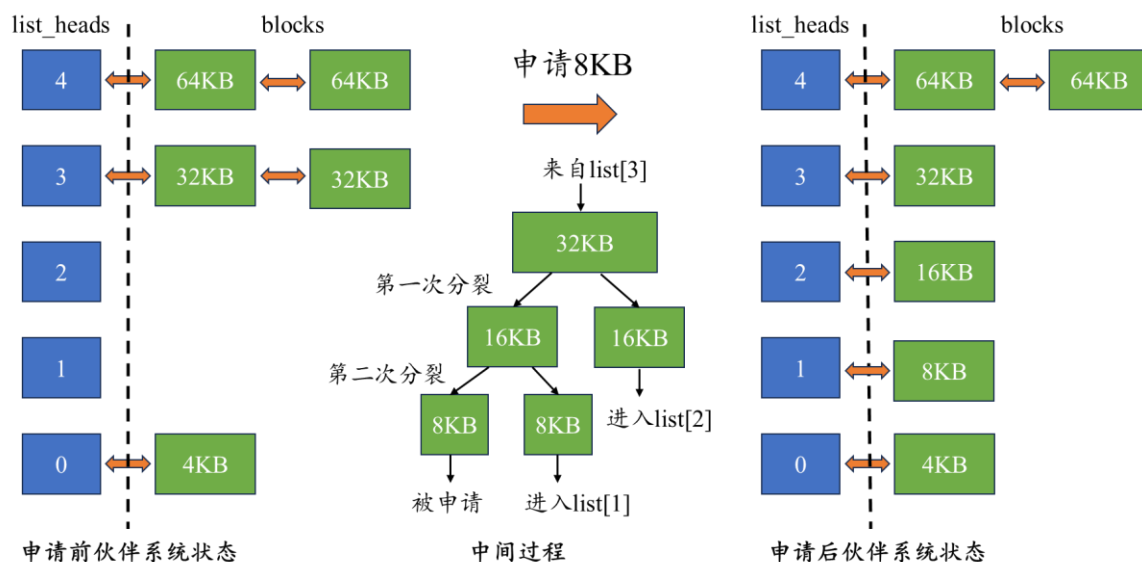 list_heads
blocks
4
64KB
64KB
3
32KB
32KB
2
1
0
4KB
申请前伙伴系统状态
申请8KB
来自list[3]
32KB
第一次分裂
16KB
16KB
第二次分裂
8KB
8KB
进入list[2]
被申请
进入list[1]
中间过程
list_heads
blocks
4
64KB
64KB
3
32KB
2
16KB
1
8KB
0
4KB
申请后伙伴系统状态